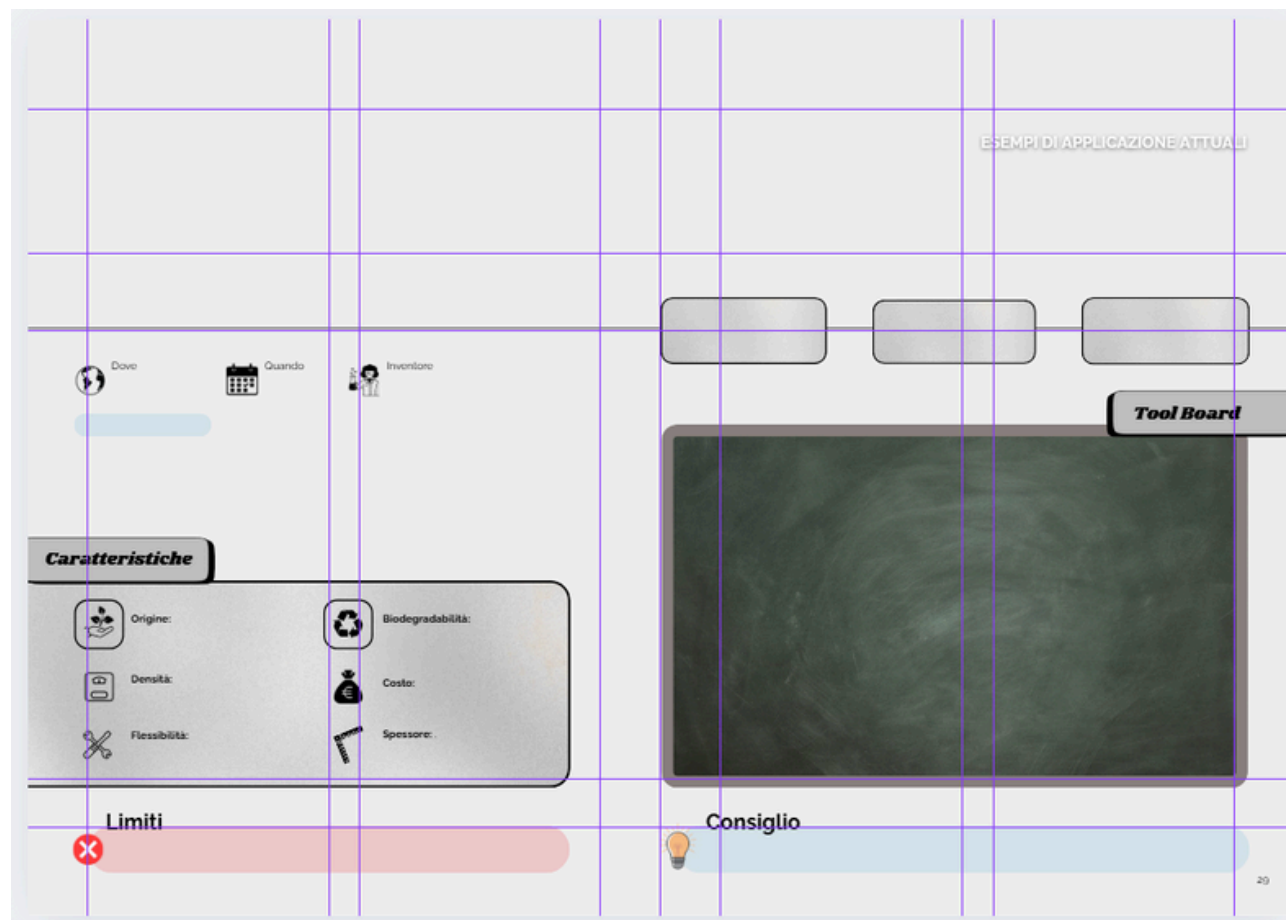 ESEMPI DI APPLICAZIONE ATTUALI
Dove
Quando
Inventore
Tool Board
Caratteristiche
Origine:
Biodegradabilità:
Densità:
Costo:
Flessibilità:
Spessore: .
Limiti
Consiglio
29